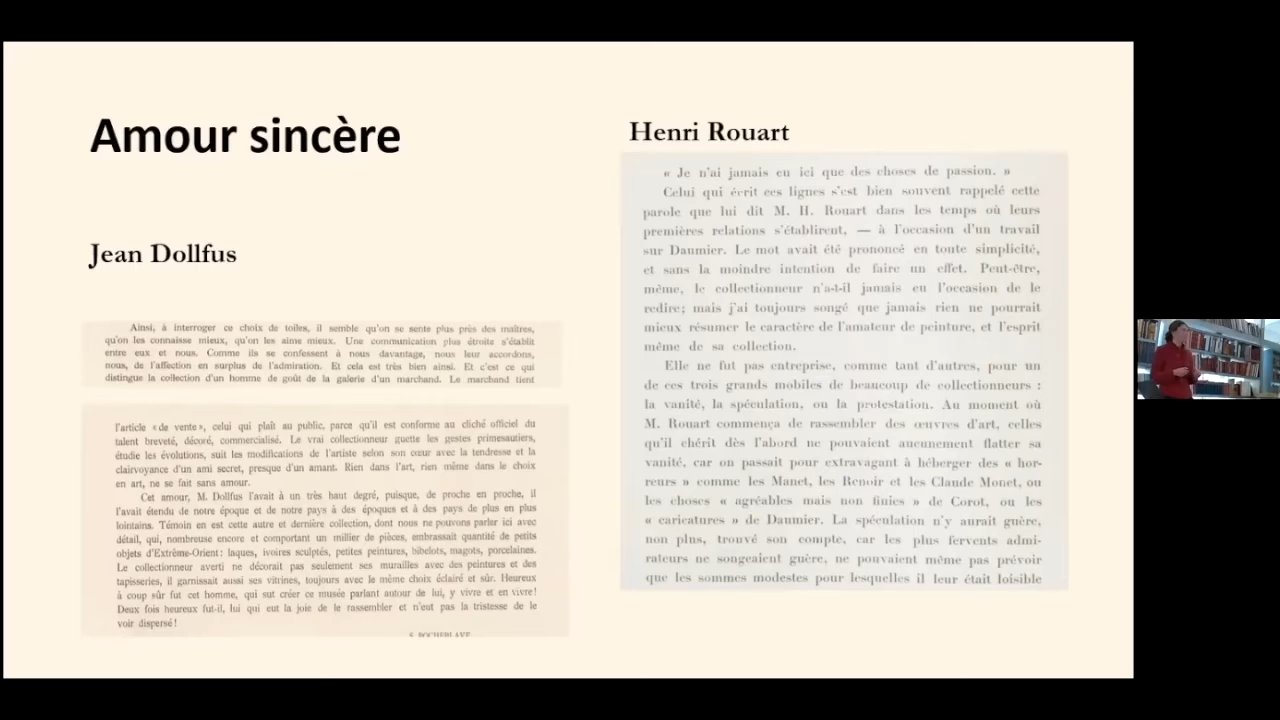 Amour sincère
Jean Dollfus
Ainsi, à interroger ce choix de toiles, il semble qu'on se sente plus près des maîtres,
qu'on les connaisse mieux, qu'on les aime mieux. Une communication plus étroite s'établit
entre eux et nous. Comme ils se confessent à nous davantage, nous leur accordons,
nous, de l'affection en surplus de l'admiration. Et cela est très bien ainsi. Et c'est ce qui
distingue la collection d'un homme de goût de la galerie d'un marchand. Le marchand tient
l'article « de vente », celui qui plaît au public, parce qu'il est conforme au cliché officiel du
talent breveté, décoré, commercialisé. Le vrai collectionneur guette les gestes primesautiers,
étudie les évolutions, suit les modifications de l'artiste selon son cœur avec la tendresse et la
clairvoyance d'un ami secret, presque d'un amant. Rien dans l'art, rien même dans le choix
en art, ne se fait sans amour.
Cet amour, M. Dollfus l'avait à un très haut degré, puisque, de proche en proche, il
l'avait étendu de notre époque et de notre pays à des époques et à des pays de plus en plus
lointains. Témoin en est cette autre et dernière collection, dont nous ne pouvons parler ici avec
détail, qui, nombreuse encore et comportant un millier de pièces, embrassait quantité de petits
objets d'Extrême-Orient : laques, ivoires sculptés, petites peintures, bibelots, magots, porcelaines.
Le collectionneur averti ne décorait pas seulement ses murailles avec des peintures et des
tapisseries, il garnissait aussi ses vitrines, toujours avec le même choix éclairé et sûr. Heureux
à coup sûr fut cet homme, qui sut créer ce musée parlant autour de lui, y vivre et en vivre !
Deux fois heureux fut-il, lui qui eut la joie de le rassembler et n'eut pas la tristesse de le
voir dispersé !
S. ROCHEBLAVE
Henri Rouart
« Je n'ai jamais eu ici que des choses de passion. »
Celui qui écrit ces lignes s'est bien souvent rappelé cette
parole que lui dit M. H. Rouart dans les temps où leurs
premières relations s'établirent, — à l'occasion d'un travail
sur Daumier. Le mot avait été prononcé en toute simplicité,
et sans la moindre intention de faire un effet. Peut-être,
même, le collectionneur n'a-t-il jamais eu l'occasion de le
redire; mais j'ai toujours songé que jamais rien ne pourrait
mieux résumer le caractère de l'amateur de peinture, et l'esprit
même de sa collection.
Elle ne fut pas entreprise, comme tant d'autres, pour un
de ces trois grands mobiles de beaucoup de collectionneurs :
la vanité, la spéculation, ou la protestation. Au moment où
M. Rouart commença de rassembler des œuvres d'art, celles
qu'il chérit dès l'abord ne pouvaient aucunement flatter sa
vanité, car on passait pour extravagant à héberger des « hor-
reurs » comme les Manet, les Renoir et les Claude Monet, ou
les choses « agréables mais non finies » de Corot, ou les
« caricatures » de Daumier. La spéculation n'y aurait guère,
non plus, trouvé son compte, car les plus fervents admi-
rateurs ne songeaient guère, ne pouvaient même pas prévoir
que les sommes modestes pour lesquelles il leur était loisible